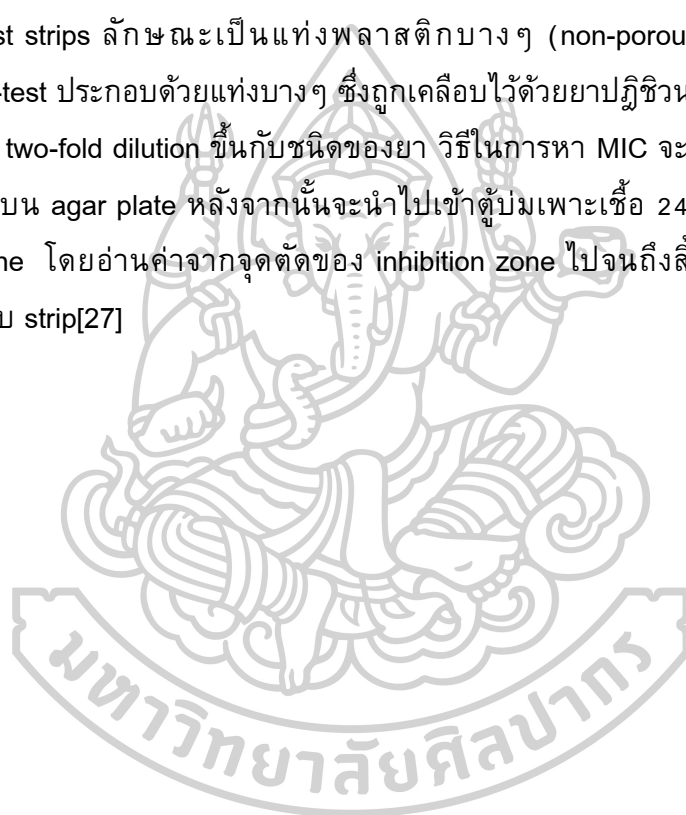 st strips ลักษณะเป็นแท่งพลาสติกบางๆ (non-porou
-test ประกอบด้วยแท่งบางๆ ซึ่งถูกเคลือบไว้ด้วยยาปฏิชีวน
two-fold dilution ขึ้นกับชนิดของยา วิธีในการหา MIC จะ
บน agar plate หลังจากนั้นจะนำไปเข้าตู้บ่มเพาะเชื้อ 24
ne โดยอ่านค่าจากจุดตัดของ inhibition zone ไปจนถึงสิ้
บ strip[27]
มหาวิทยาลัยศิลปากร